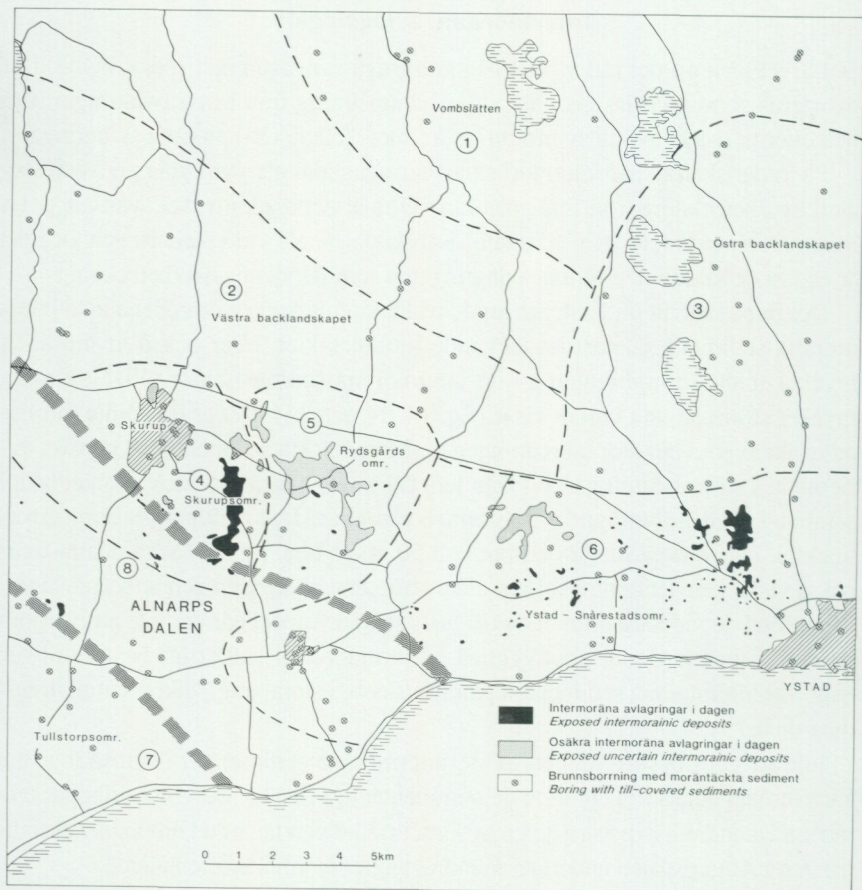 Vombslätten
1
Östra backlandskapet
2
Västra backlandskapet
3
5
Skurup
Rydsgårds
omr.
4
Skurupsomr.
6
8
ALNARPS
DALEN
Ystad - Snårestadsomr.
YSTAD
Tullstorpsomr.
7
Intermoräna avlagringar i dagen
Exposed intermorainic deposits
Osäkra intermoräna avlagringar i dagen
Exposed uncertain intermorainic deposits
Brunnsborrning med moräntäckta sediment
Boring with till-covered sediments
0 1 2 3 4 5km